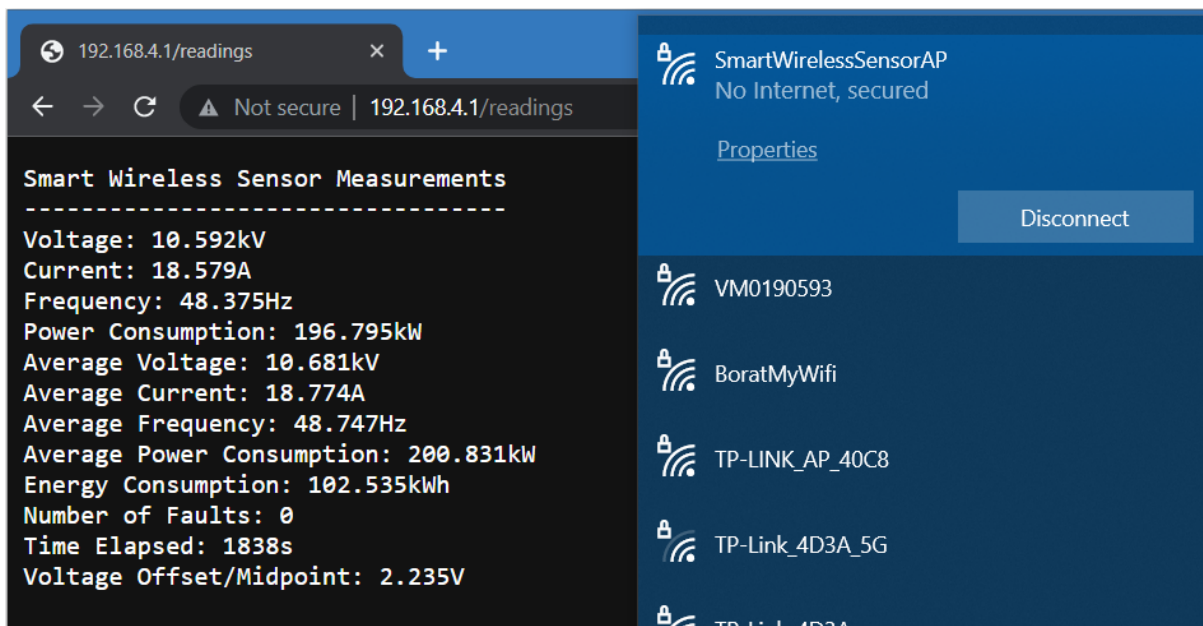 192.168.4.1/readings
Not secure | 192.168.4.1/readings
Smart Wireless Sensor Measurements
----------------------------------
Voltage: 10.592kV
Current: 18.579A
Frequency: 48.375Hz
Power Consumption: 196.795kW
Average Voltage: 10.681kV
Average Current: 18.774A
Average Frequency: 48.747Hz
Average Power Consumption: 200.831kW
Energy Consumption: 102.535kWh
Number of Faults: 0
Time Elapsed: 1838s
Voltage Offset/Midpoint: 2.235V
SmartWirelessSensorAP
No Internet, secured
Properties
Disconnect
VM0190593
BoratMyWifi
TP-LINK_AP_40C8
TP-Link_4D3A_5G
TP-Link_4D3A